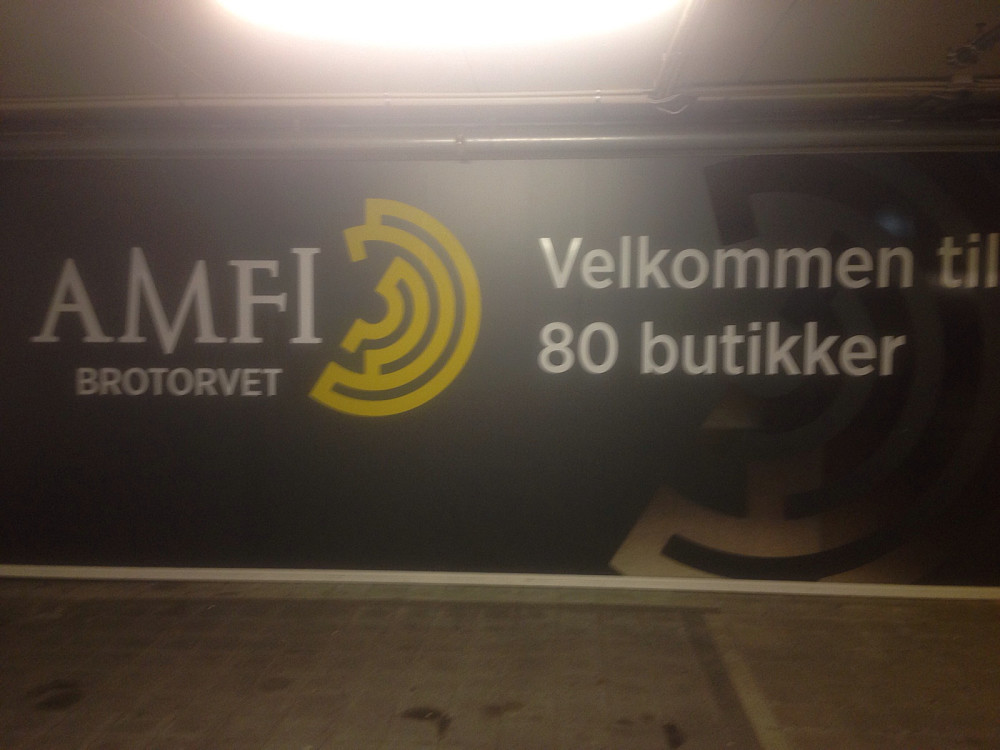 AMFI
BROTORVET
Velkommen til
80 butikker